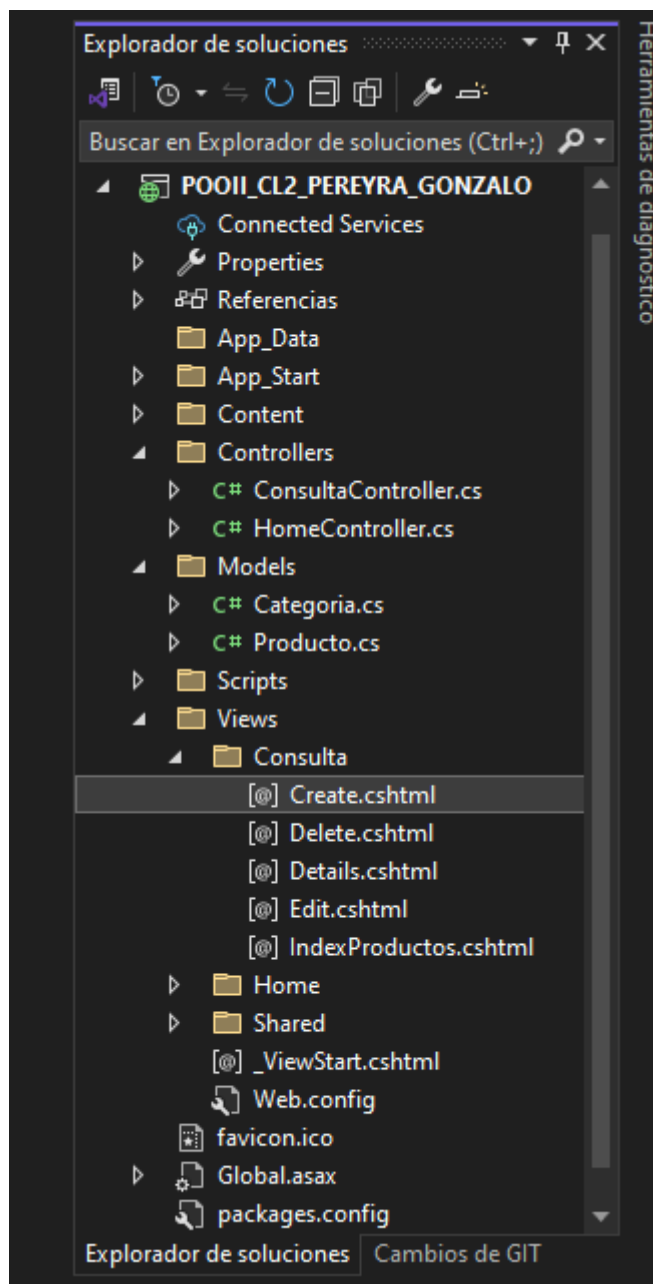 Explorador de soluciones
Buscar en Explorador de soluciones (Ctrl+;)
POOII_CL2_PEREYRA_GONZALO
Connected Services
Properties
Referencias
App_Data
App_Start
Content
Controllers
C# ConsultaController.cs
C# HomeController.cs
Models
C# Categoria.cs
C# Producto.cs
Scripts
Views
Consulta
[@] Create.cshtml
[@] Delete.cshtml
[@] Details.cshtml
[@] Edit.cshtml
[@] IndexProductos.cshtml
Home
Shared
[@] _ViewStart.cshtml
Web.config
favicon.ico
Global.asax
packages.config
Explorador de soluciones Cambios de GIT
Herramientas de diagnóstico